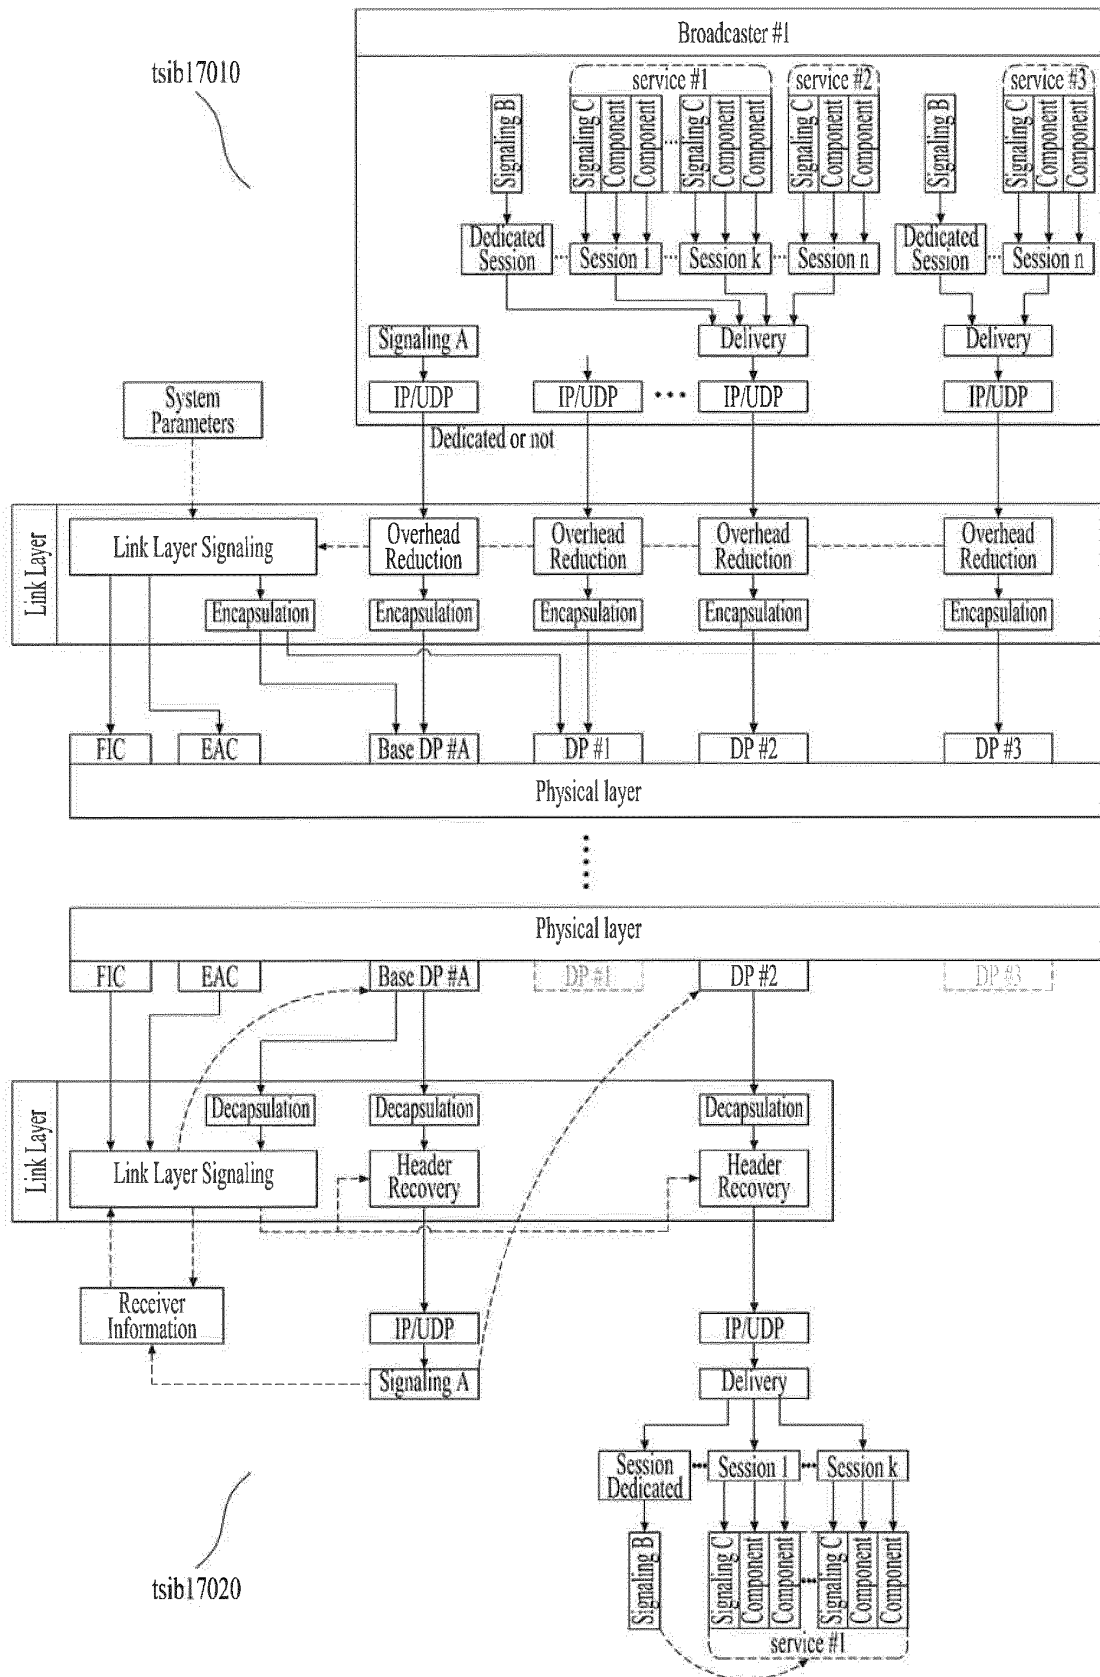 Broadcaster #1
tsib17010
service #1
service #2
service #3
Signaling B
Signaling C
Component
Component
Signaling C
Component
Component
Signaling C
Component
Component
Signaling B
Signaling C
Component
Component
Dedicated
Session
Session 1
Session k
Session n
Dedicated
Session
Session n
Signaling A
Delivery
Delivery
System
Parameters
IP/UDP
IP/UDP
IP/UDP
IP/UDP
Dedicated or not
Link Layer
Link Layer Signaling
Overhead
Reduction
Overhead
Reduction
Overhead
Reduction
Overhead
Reduction
Encapsulation
Encapsulation
Encapsulation
Encapsulation
Encapsulation
FIC
EAC
Base DP #A
DP #1
DP #2
DP #3
Physical layer
Physical layer
FIC
EAC
Base DP #A
DP #1
DP #2
DP #3
Link Layer
Decapsulation
Decapsulation
Decapsulation
Link Layer Signaling
Header
Recovery
Header
Recovery
Receiver
Information
IP/UDP
IP/UDP
Signaling A
Delivery
Session
Dedicated
Session 1
Session k
Signaling B
Signaling C
Component
Component
Signaling C
Component
Component
service #1
tsib17020